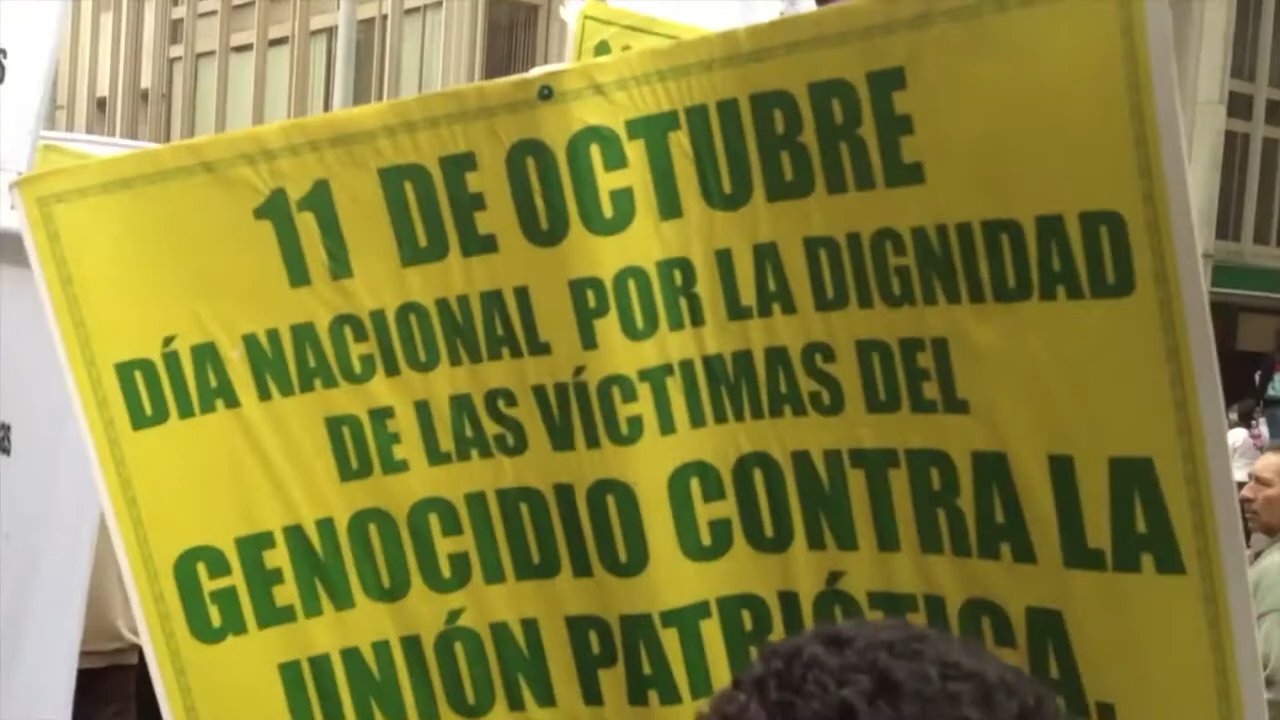 11 DE OCTUBRE
DÍA NACIONAL POR LA DIGNIDAD
DE LAS VÍCTIMAS DEL
GENOCIDIO CONTRA LA
UNIÓN PATRIÓTICA.